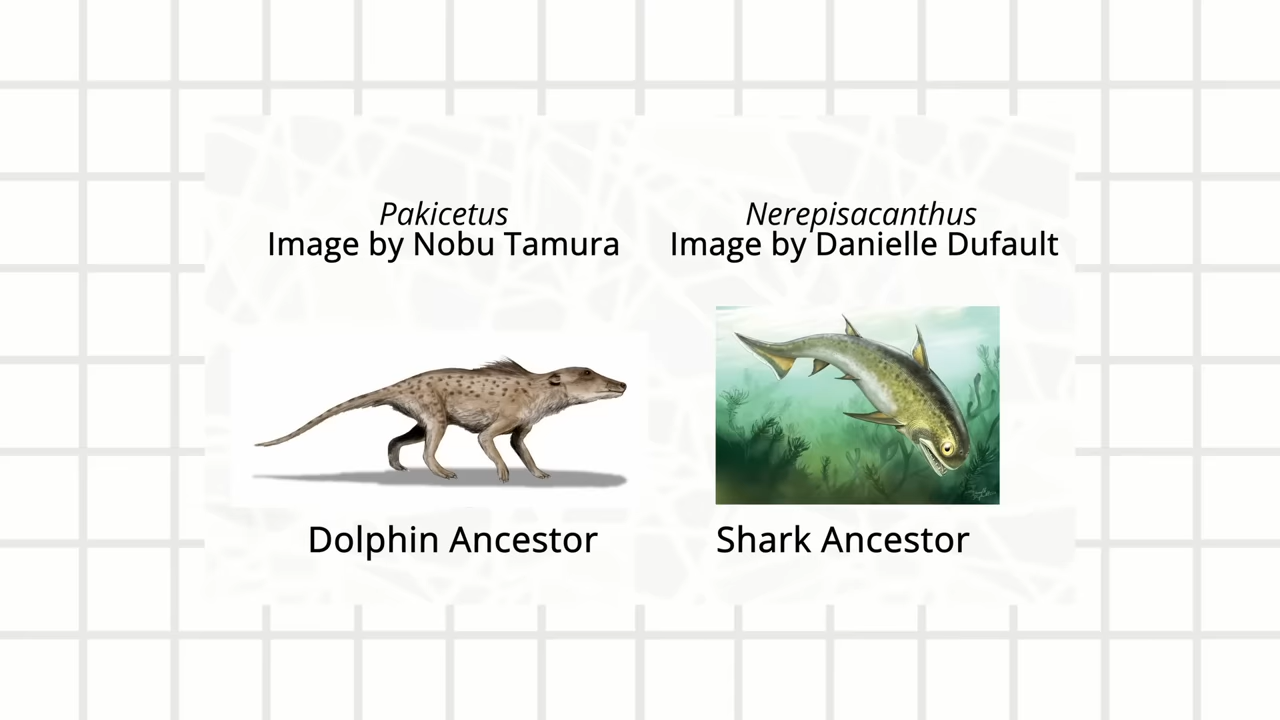 Pakicetus
Image by Nobu Tamura
Nerepisacanthus
Image by Danielle Dufault
Dolphin Ancestor
Shark Ancestor